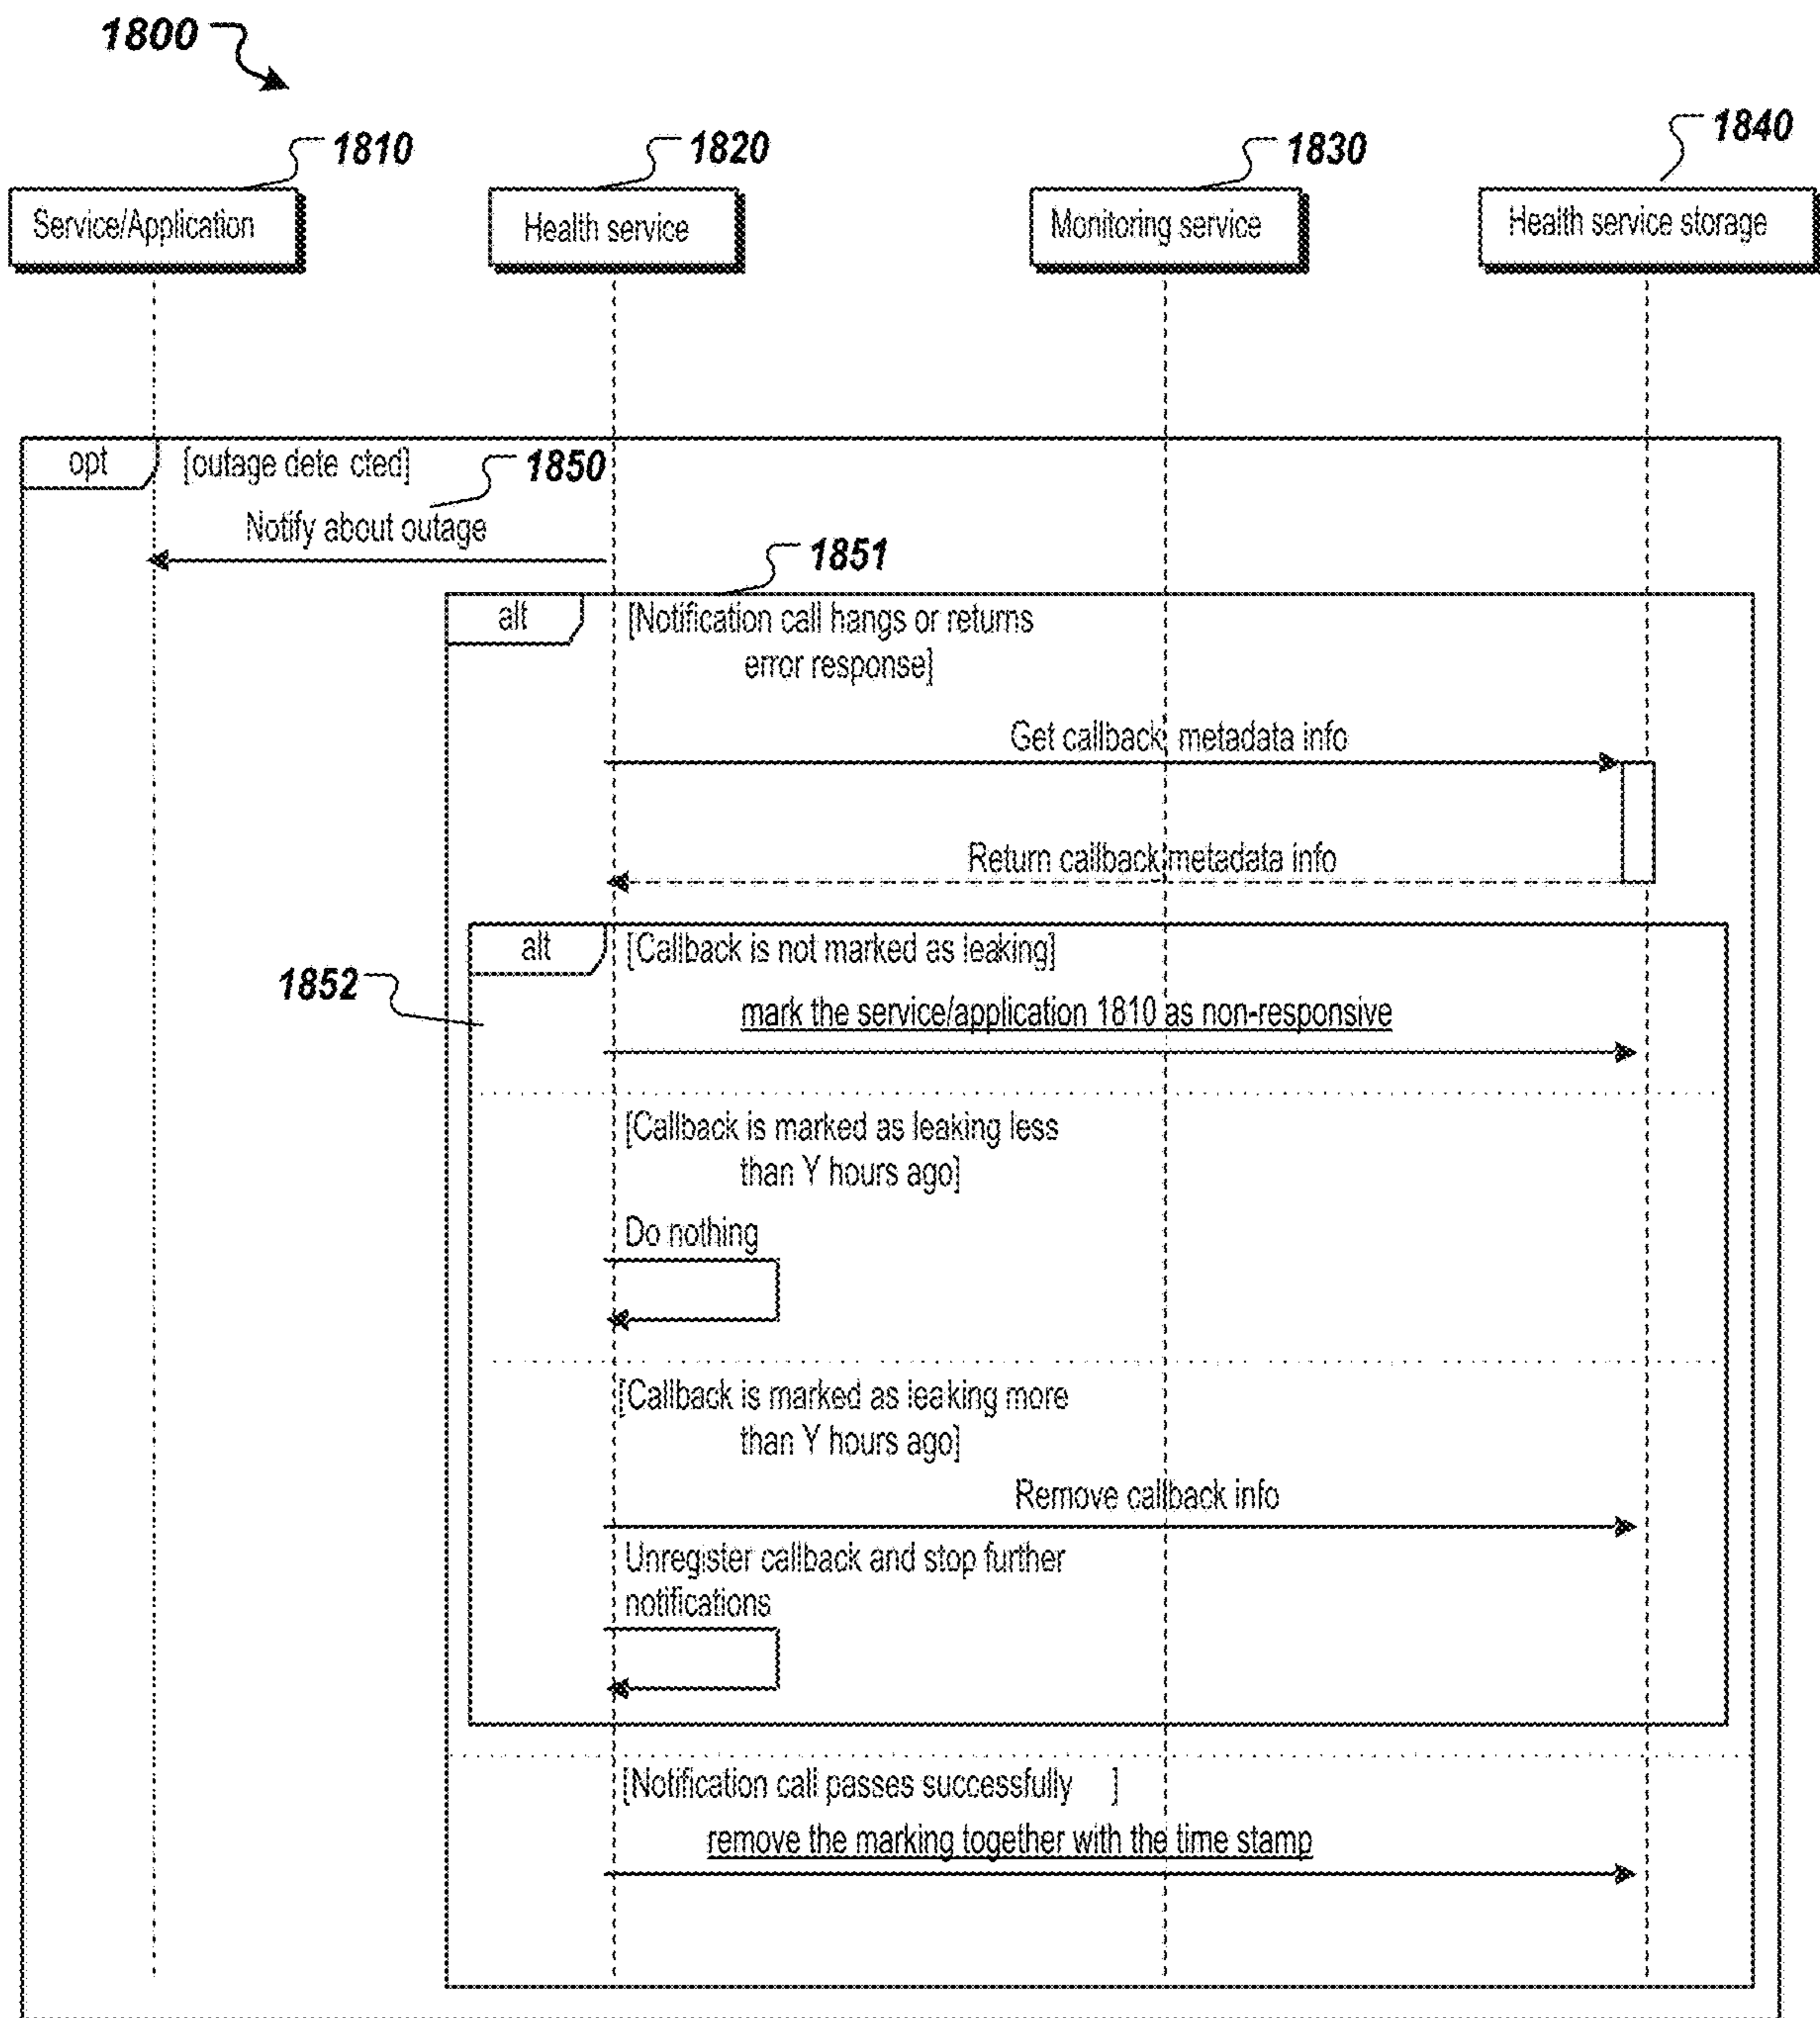 1800
1810
1820
1830
1840
Service/Application
Health service
Monitoring service
Health service storage
opt
[outage dete cted]
1850
Notify about outage
1851
alt
[Notification call hangs or returns
error response]
Get callback metadata info
Return callback metadata info
alt
[Callback is not marked as leaking]
1852
mark the service/application 1810 as non-responsive
[Callback is marked as leaking less
than Y hours ago]
Do nothing
[Callback is marked as leaking more
than Y hours ago]
Remove callback info
Unregister callback and stop further
notifications
[Notification call passes successfully ]
remove the marking together with the time stamp